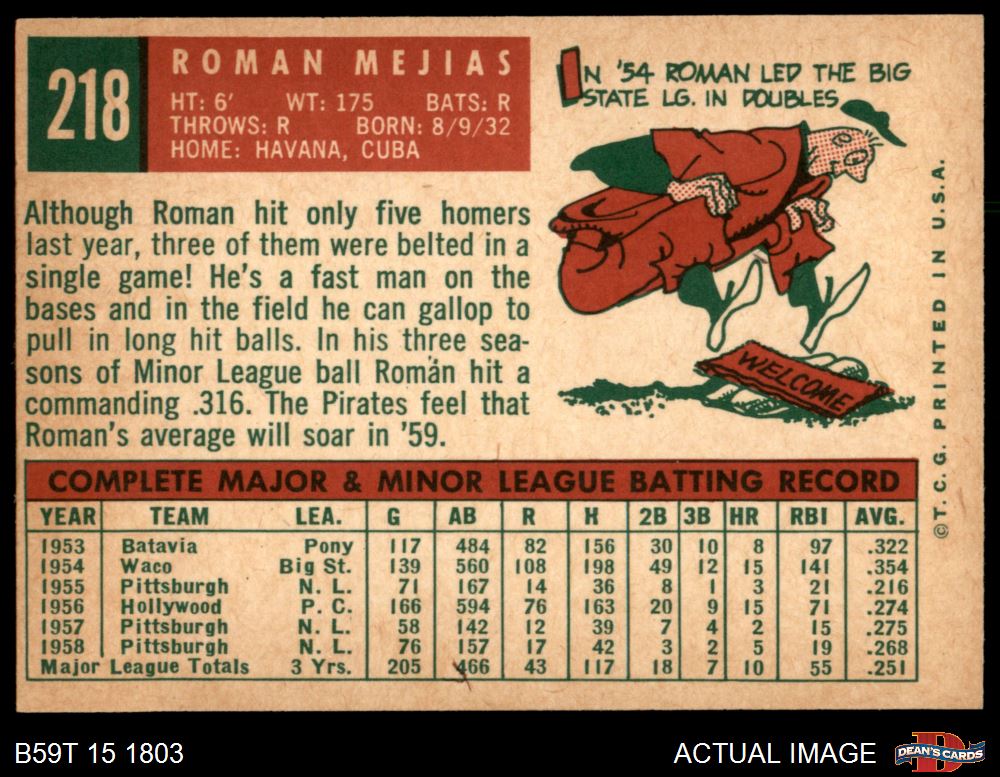 218
ROMAN MEJIAS
HT: 6' WT: 175 BATS: R
THROWS: R BORN: 8/9/32
HOME: HAVANA, CUBA
IN '54 ROMAN LED THE BIG
STATE LG. IN DOUBLES
WELCOME
Although Roman hit only five homers
last year, three of them were belted in a
single game! He's a fast man on the
bases and in the field he can gallop to
pull in long hit balls. In his three sea-
sons of Minor League ball Roman hit a
commanding .316. The Pirates feel that
Roman's average will soar in '59.
COMPLETE MAJOR & MINOR LEAGUE BATTING RECORD
YEAR TEAM LEA. G AB R H 2B 3B HR RBI AVG.
1953 Batavia Pony 117 484 82 156 30 10 8 97 .322
1954 Waco Big St. 139 560 108 198 49 12 15 141 .354
1955 Pittsburgh N. L. 71 167 14 36 8 1 3 21 .216
1956 Hollywood P. C. 166 594 76 163 20 9 15 71 .274
1957 Pittsburgh N. L. 58 142 12 39 7 4 2 15 .275
1958 Pittsburgh N. L. 76 157 17 42 3 2 5 19 .268
Major League Totals 3 Yrs. 205 466 43 117 18 7 10 55 .251
© T. C. G. PRINTED IN U.S.A.
B59T 15 1803
ACTUAL IMAGE
D
DEAN'S CARDS